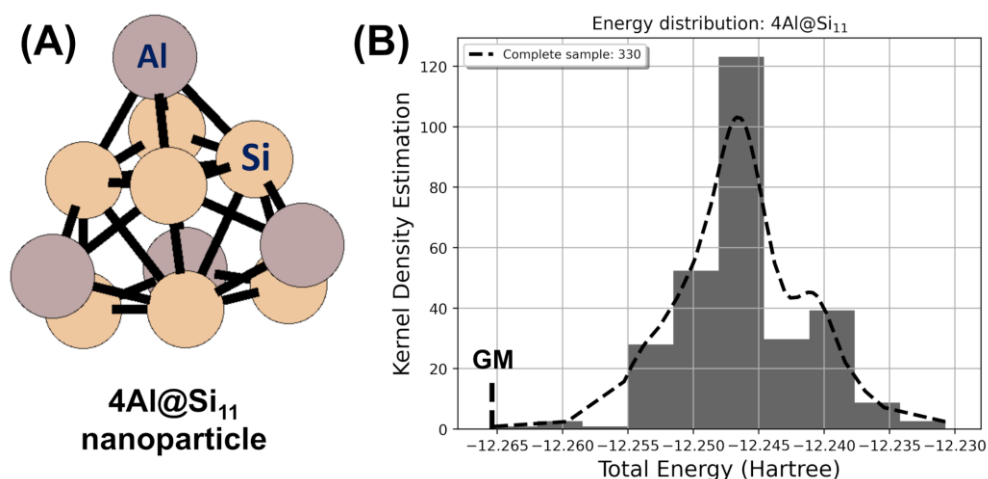 (A)
Al
Si
4Al@Si₁₁
nanoparticle
(B)
Energy distribution: 4Al@Si₁₁
Complete sample: 330
Kernel Density Estimation
120
100
80
60
40
20
0
GM
−12.265 −12.260 −12.255 −12.250 −12.245 −12.240 −12.235 −12.230
Total Energy (Hartree)